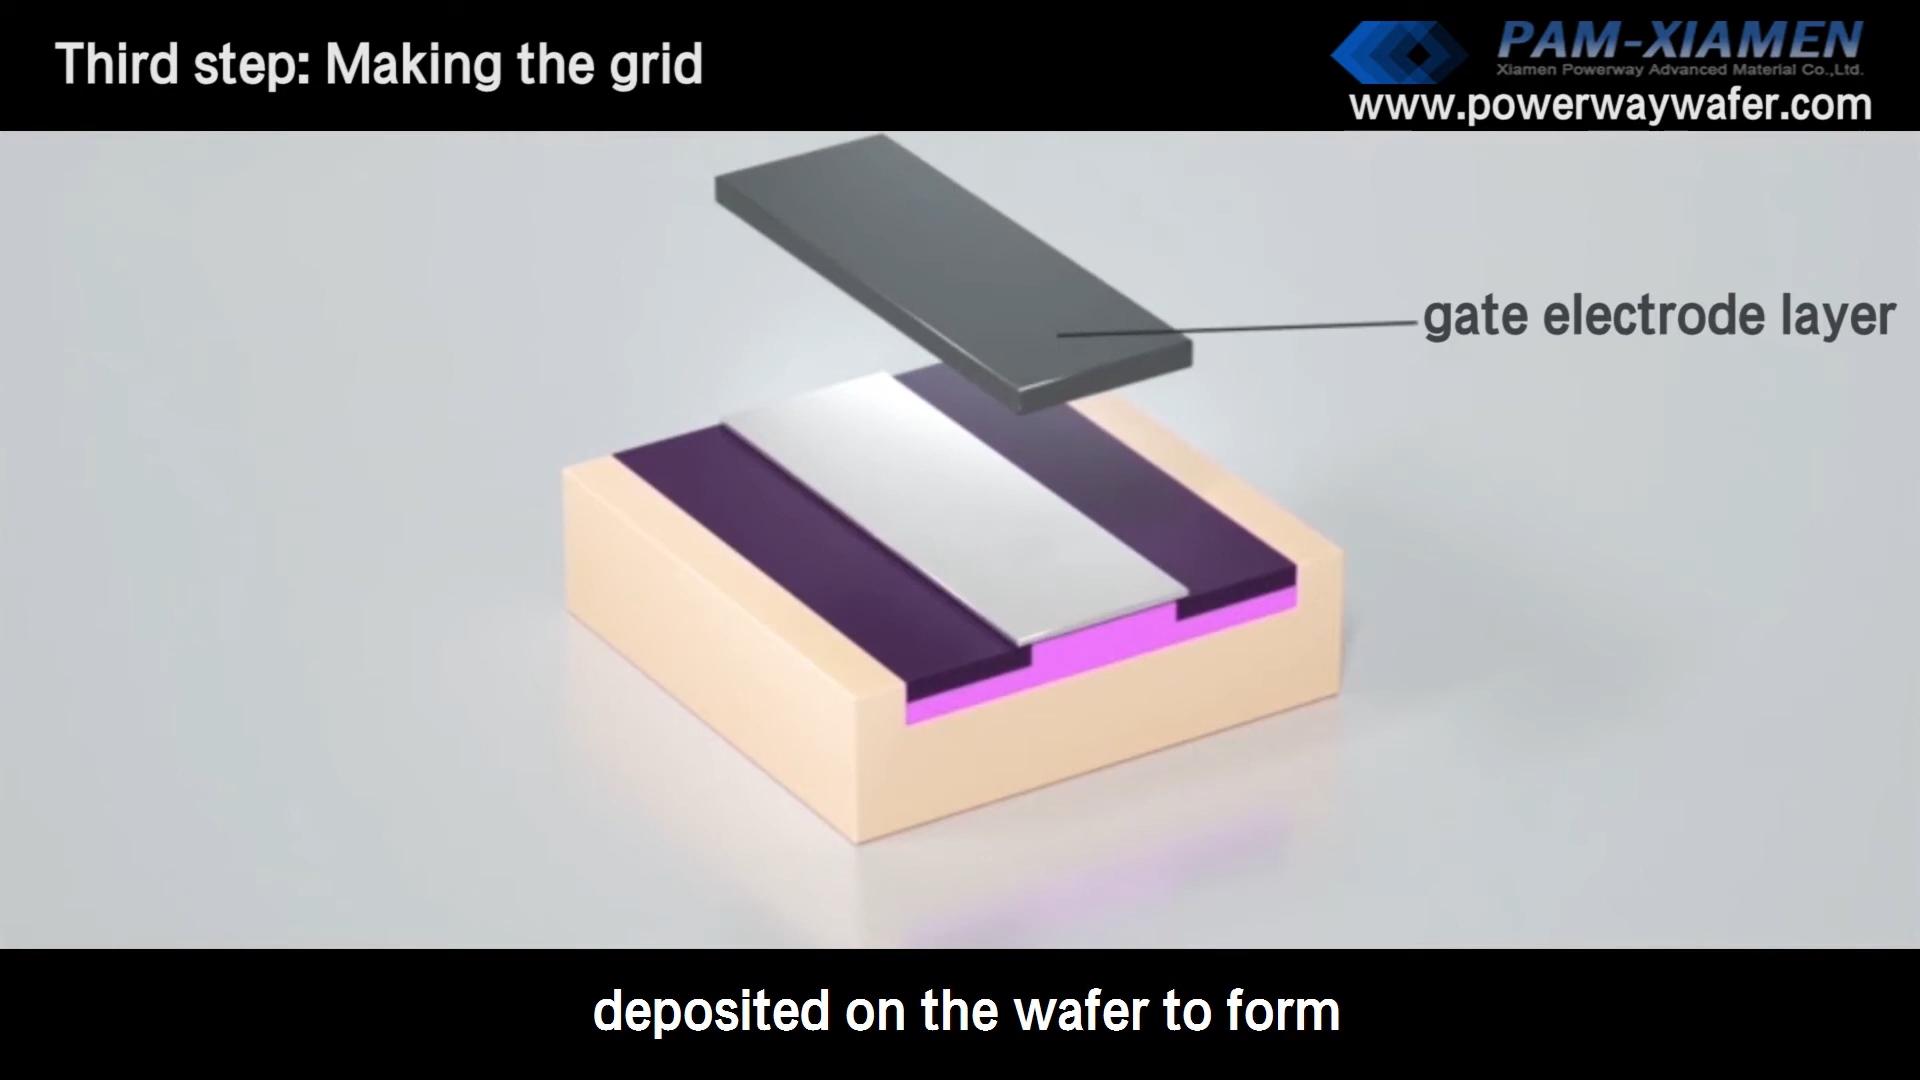 Third step: Making the grid
PAM-XIAMEN
Xiamen Powerway Advanced Material Co.,Ltd.
www.powerwaywafer.com
gate electrode layer
deposited on the wafer to form